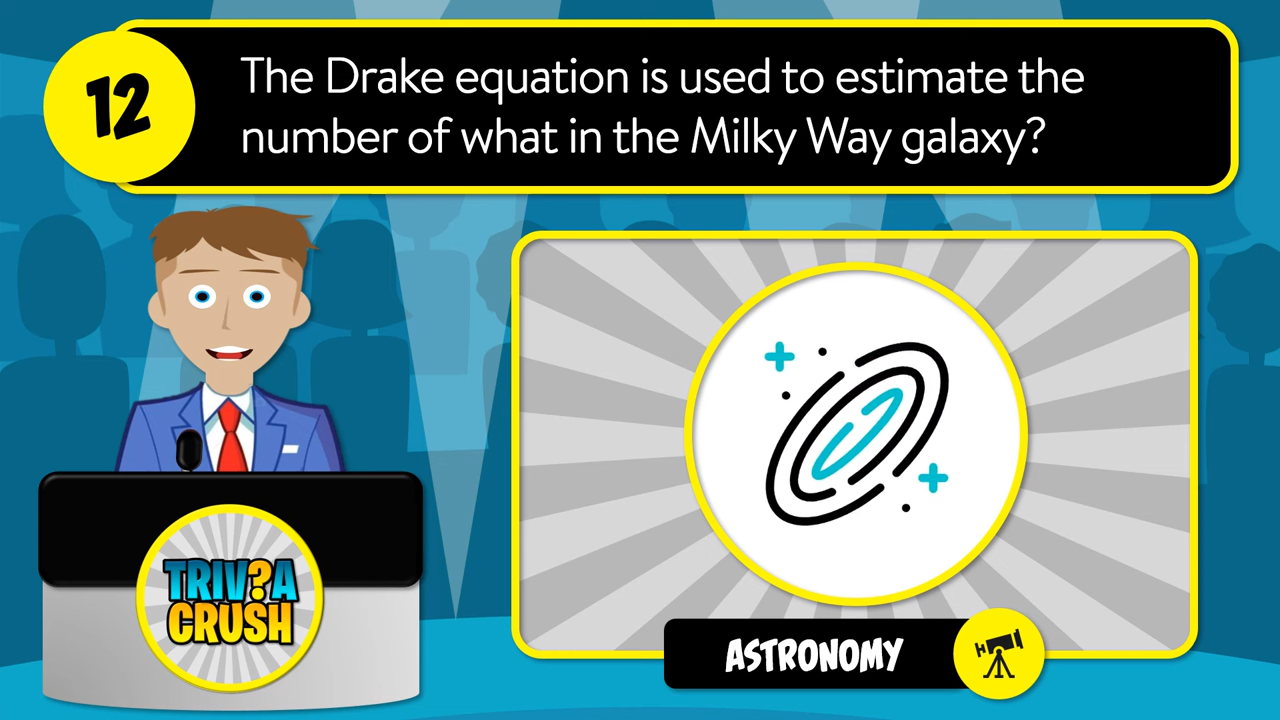 12
The Drake equation is used to estimate the
number of what in the Milky Way galaxy?
TRIV?A
CRUSH
ASTRONOMY